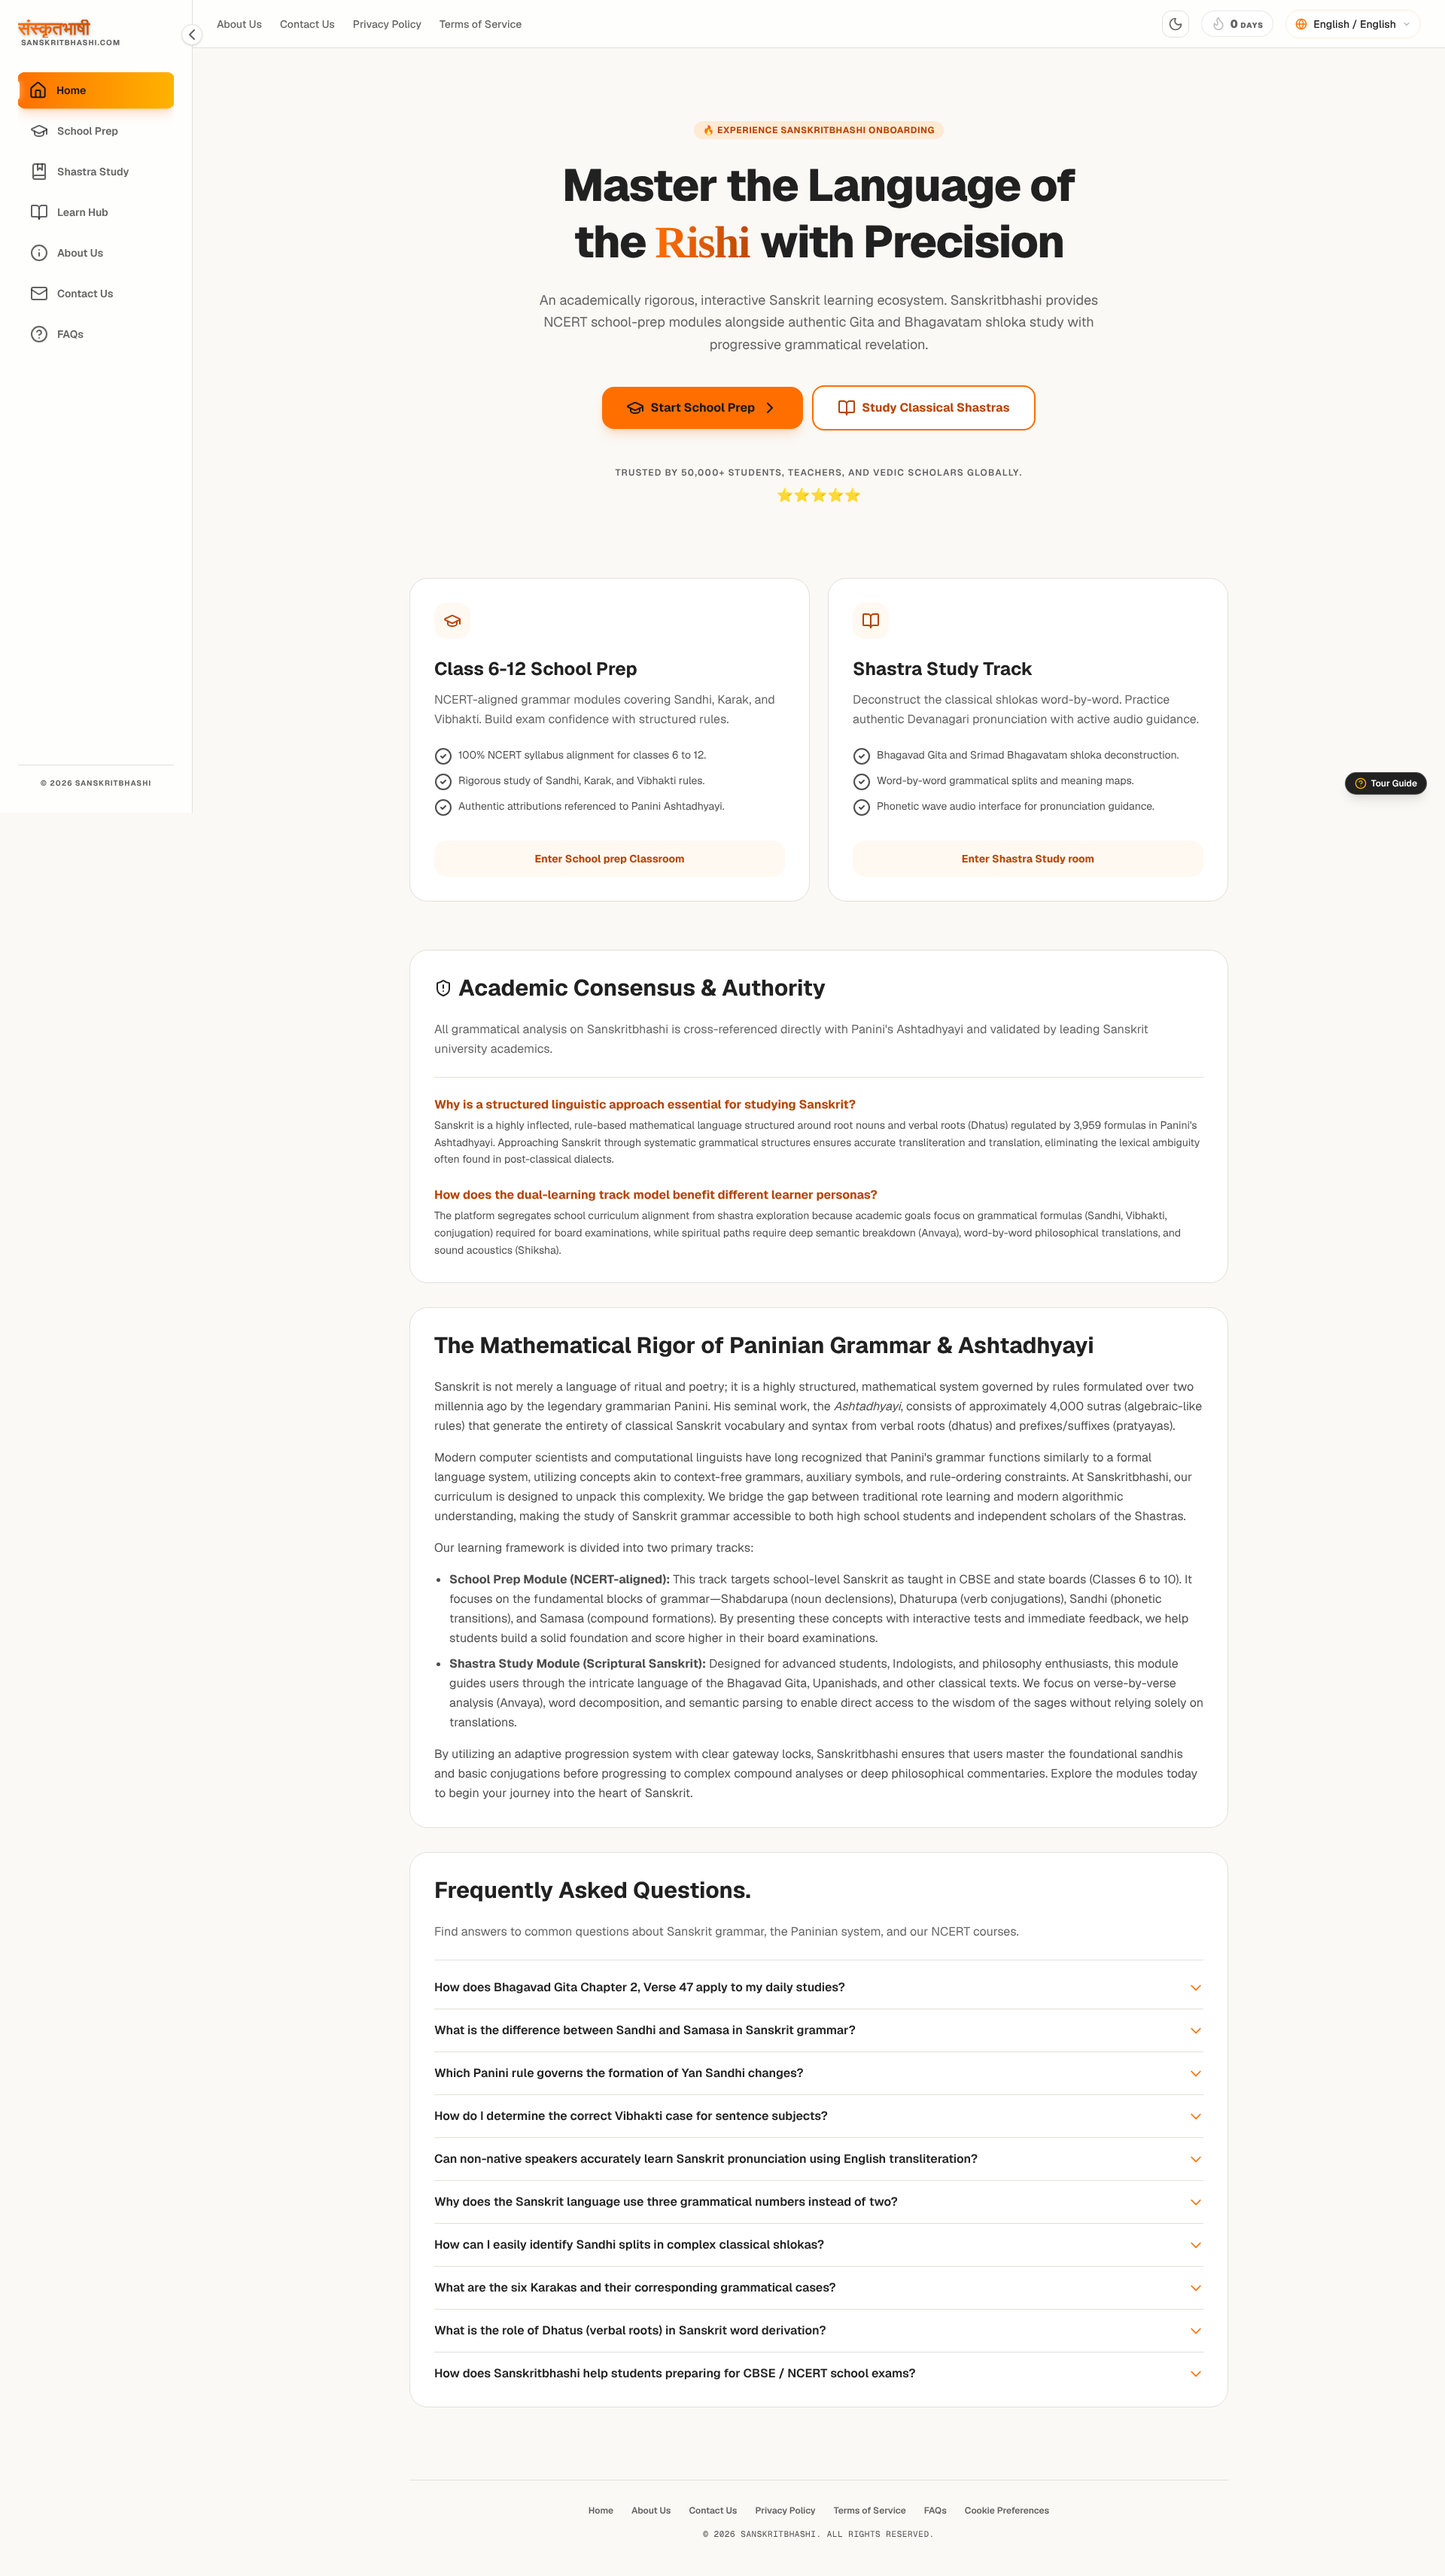 संस्कृतभाषी
SANSKRITBHASHI.COM
Home
School Prep
Shastra Study
Learn Hub
About Us
Contact Us
FAQs
© 2026 SANSKRITBHASHI
About Us
Contact Us
Privacy Policy
Terms of Service
0 DAYS
English / English
🔥 EXPERIENCE SANSKRITBHASHI ONBOARDING
Master the Language of
the Rishi with Precision
An academically rigorous, interactive Sanskrit learning ecosystem. Sanskritbhashi provides
NCERT school-prep modules alongside authentic Gita and Bhagavatam shloka study with
progressive grammatical revelation.
Start School Prep
Study Classical Shastras
TRUSTED BY 50,000+ STUDENTS, TEACHERS, AND VEDIC SCHOLARS GLOBALLY.
⭐⭐⭐⭐⭐
Class 6-12 School Prep
NCERT-aligned grammar modules covering Sandhi, Karak, and
Vibhakti. Build exam confidence with structured rules.
100% NCERT syllabus alignment for classes 6 to 12.
Rigorous study of Sandhi, Karak, and Vibhakti rules.
Authentic attributions referenced to Panini Ashtadhyayi.
Enter School prep Classroom
Shastra Study Track
Deconstruct the classical shlokas word-by-word. Practice
authentic Devanagari pronunciation with active audio guidance.
Bhagavad Gita and Srimad Bhagavatam shloka deconstruction.
Word-by-word grammatical splits and meaning maps.
Phonetic wave audio interface for pronunciation guidance.
Enter Shastra Study room
Tour Guide
Academic Consensus & Authority
All grammatical analysis on Sanskritbhashi is cross-referenced directly with Panini's Ashtadhyayi and validated by leading Sanskrit
university academics.
Why is a structured linguistic approach essential for studying Sanskrit?
Sanskrit is a highly inflected, rule-based mathematical language structured around root nouns and verbal roots (Dhatus) regulated by 3,959 formulas in Panini's
Ashtadhyayi. Approaching Sanskrit through systematic grammatical structures ensures accurate transliteration and translation, eliminating the lexical ambiguity
often found in post-classical dialects.
How does the dual-learning track model benefit different learner personas?
The platform segregates school curriculum alignment from shastra exploration because academic goals focus on grammatical formulas (Sandhi, Vibhakti,
conjugation) required for board examinations, while spiritual paths require deep semantic breakdown (Anvaya), word-by-word philosophical translations, and
sound acoustics (Shiksha).
The Mathematical Rigor of Paninian Grammar & Ashtadhyayi
Sanskrit is not merely a language of ritual and poetry; it is a highly structured, mathematical system governed by rules formulated over two
millennia ago by the legendary grammarian Panini. His seminal work, the Ashtadhyayi, consists of approximately 4,000 sutras (algebraic-like
rules) that generate the entirety of classical Sanskrit vocabulary and syntax from verbal roots (dhatus) and prefixes/suffixes (pratyayas).
Modern computer scientists and computational linguists have long recognized that Panini's grammar functions similarly to a formal
language system, utilizing concepts akin to context-free grammars, auxiliary symbols, and rule-ordering constraints. At Sanskritbhashi, our
curriculum is designed to unpack this complexity. We bridge the gap between traditional rote learning and modern algorithmic
understanding, making the study of Sanskrit grammar accessible to both high school students and independent scholars of the Shastras.
Our learning framework is divided into two primary tracks:
• School Prep Module (NCERT-aligned): This track targets school-level Sanskrit as taught in CBSE and state boards (Classes 6 to 10). It
focuses on the fundamental blocks of grammar—Shabdarupa (noun declensions), Dhaturupa (verb conjugations), Sandhi (phonetic
transitions), and Samasa (compound formations). By presenting these concepts with interactive tests and immediate feedback, we help
students build a solid foundation and score higher in their board examinations.
• Shastra Study Module (Scriptural Sanskrit): Designed for advanced students, Indologists, and philosophy enthusiasts, this module
guides users through the intricate language of the Bhagavad Gita, Upanishads, and other classical texts. We focus on verse-by-verse
analysis (Anvaya), word decomposition, and semantic parsing to enable direct access to the wisdom of the sages without relying solely on
translations.
By utilizing an adaptive progression system with clear gateway locks, Sanskritbhashi ensures that users master the foundational sandhis
and basic conjugations before progressing to complex compound analyses or deep philosophical commentaries. Explore the modules today
to begin your journey into the heart of Sanskrit.
Frequently Asked Questions.
Find answers to common questions about Sanskrit grammar, the Paninian system, and our NCERT courses.
How does Bhagavad Gita Chapter 2, Verse 47 apply to my daily studies?
What is the difference between Sandhi and Samasa in Sanskrit grammar?
Which Panini rule governs the formation of Yan Sandhi changes?
How do I determine the correct Vibhakti case for sentence subjects?
Can non-native speakers accurately learn Sanskrit pronunciation using English transliteration?
Why does the Sanskrit language use three grammatical numbers instead of two?
How can I easily identify Sandhi splits in complex classical shlokas?
What are the six Karakas and their corresponding grammatical cases?
What is the role of Dhatus (verbal roots) in Sanskrit word derivation?
How does Sanskritbhashi help students preparing for CBSE / NCERT school exams?
Home
About Us
Contact Us
Privacy Policy
Terms of Service
FAQs
Cookie Preferences
© 2026 SANSKRITBHASHI. ALL RIGHTS RESERVED.